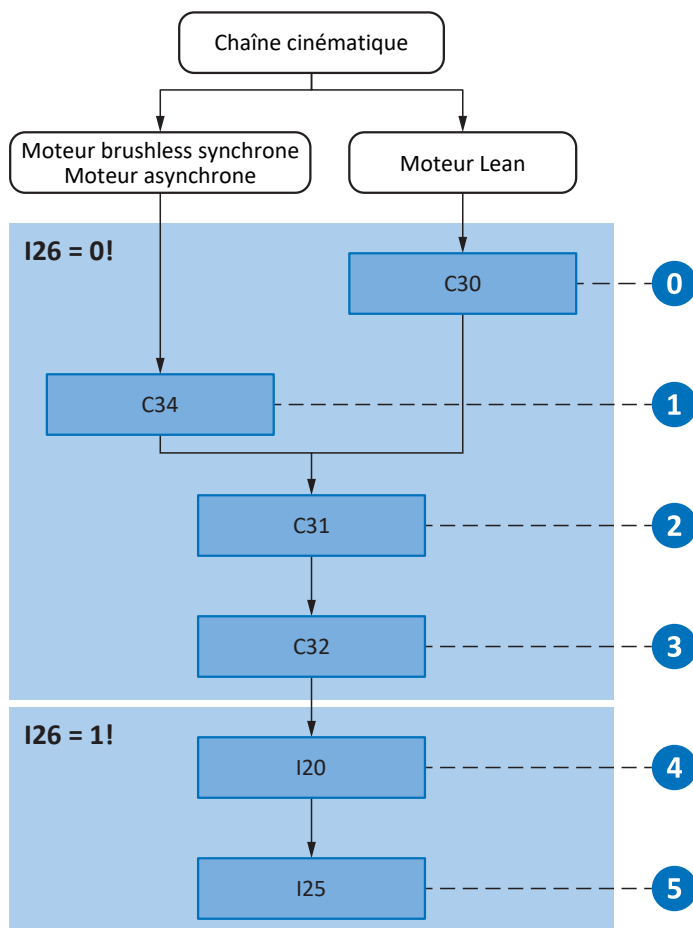 Chaîne cinématique
Moteur brushless synchrone
Moteur asynchrone
Moteur Lean
I26 = 0!
C30
0
C34
1
C31
2
C32
3
I26 = 1!
I20
4
I25
5